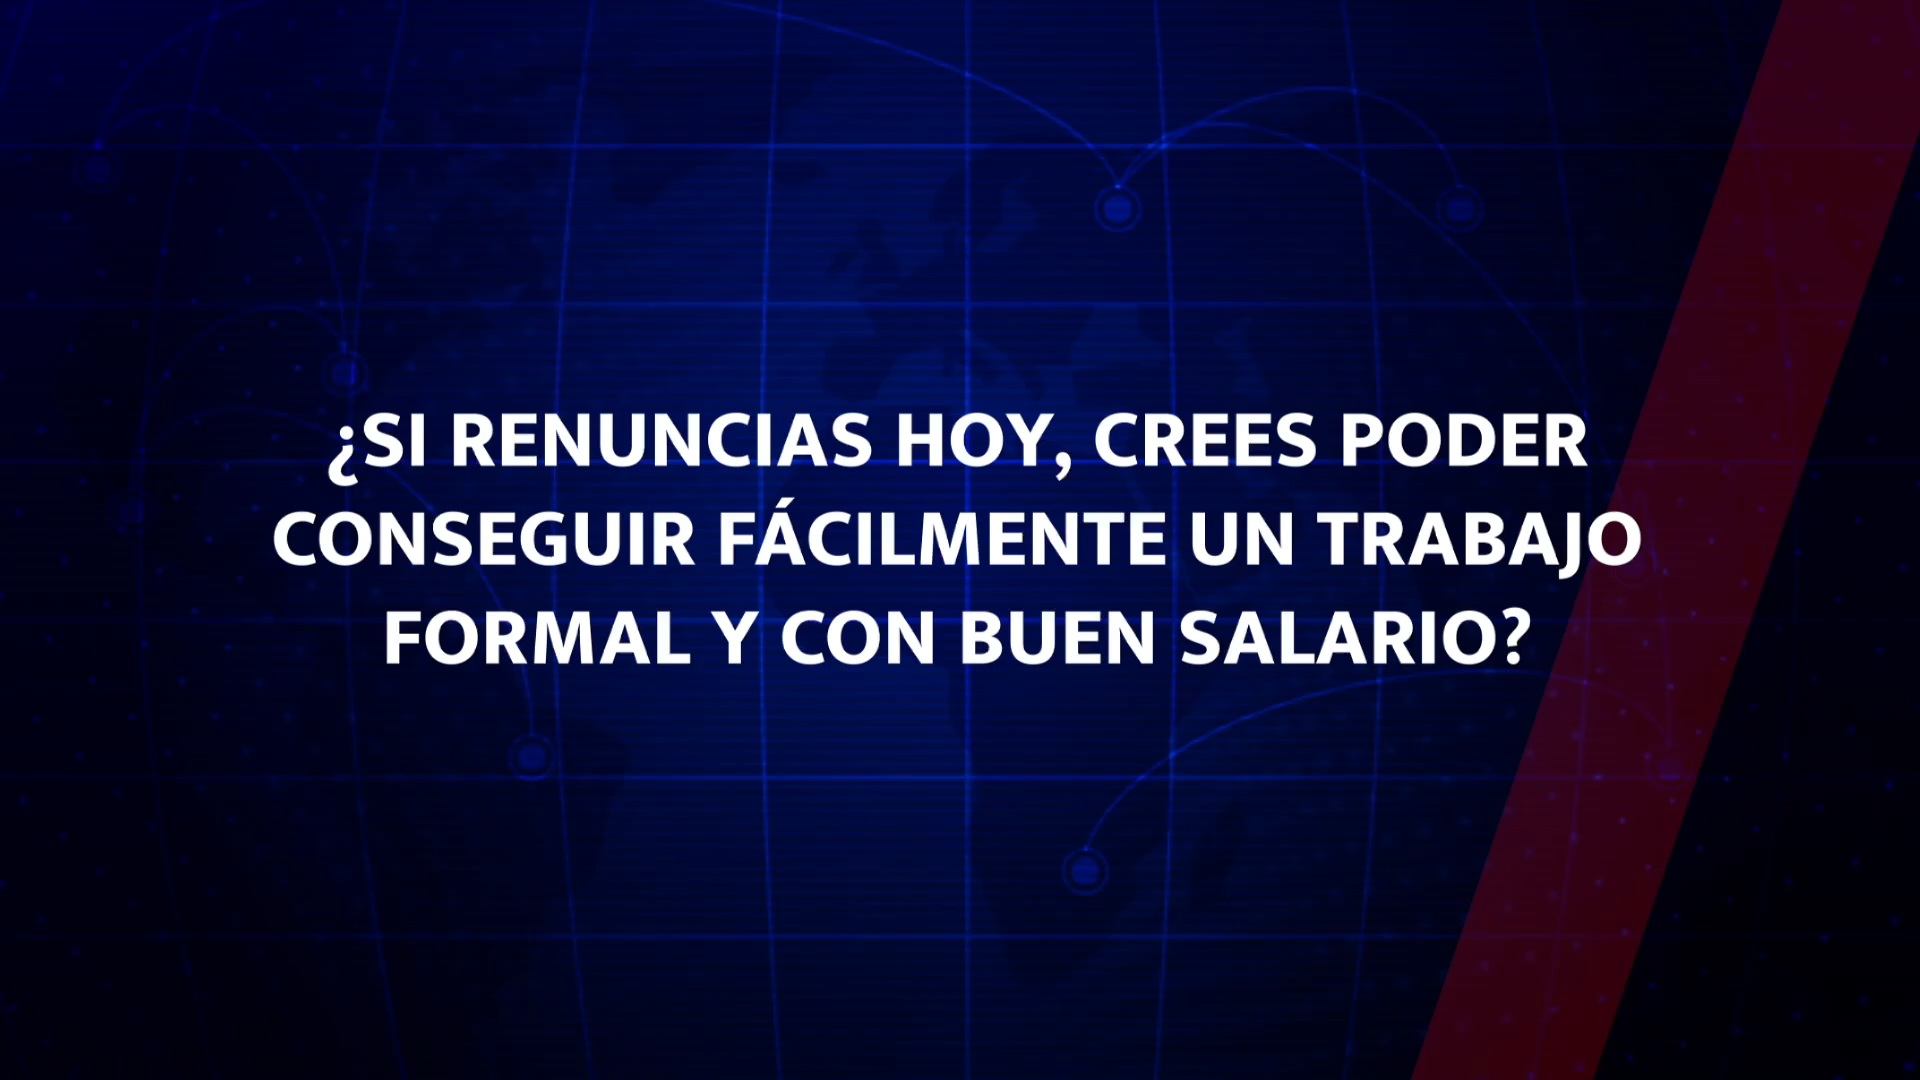 ¿SI RENUNCIAS HOY, CREES PODER
CONSEGUIR FÁCILMENTE UN TRABAJO
FORMAL Y CON BUEN SALARIO?